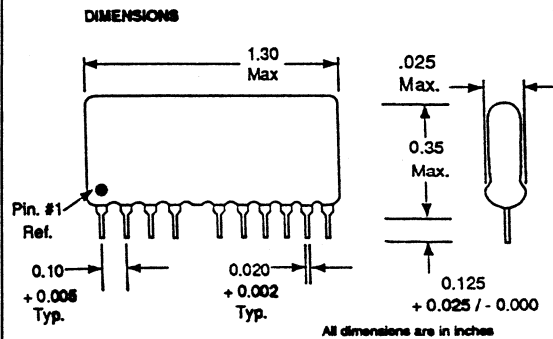 DIMENSIONS
1.30
Max
.025
Max.
0.35
Max.
Pin. #1
Ref.
0.10
+ 0.005
Typ.
0.020
+ 0.002
Typ.
0.125
+ 0.025 / - 0.000
All dimensions are in inches